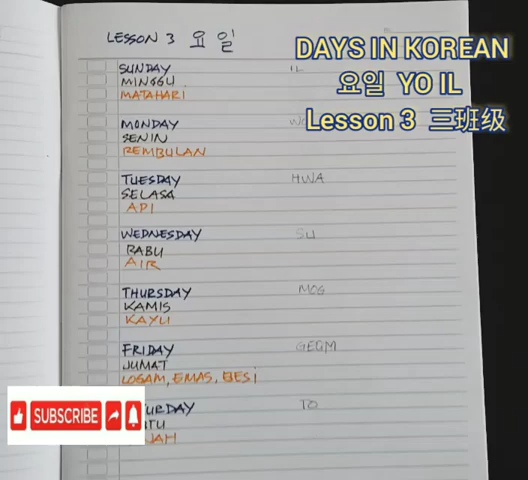 LESSON 3 요 일
DAYS IN KOREAN
요일 YO IL
Lesson 3 三班级
SUNDAY IL
MINGGU
MATAHARI
MONDAY
SENIN
REMBULAN
TUESDAY HWA
SELASA
API
WEDNESDAY SU
RABU
AIR
THURSDAY MOG
KAMIS
KAYU
FRIDAY GEUM
JUMAT
LOGAM, EMAS, BESI
TO
SUBSCRIBE